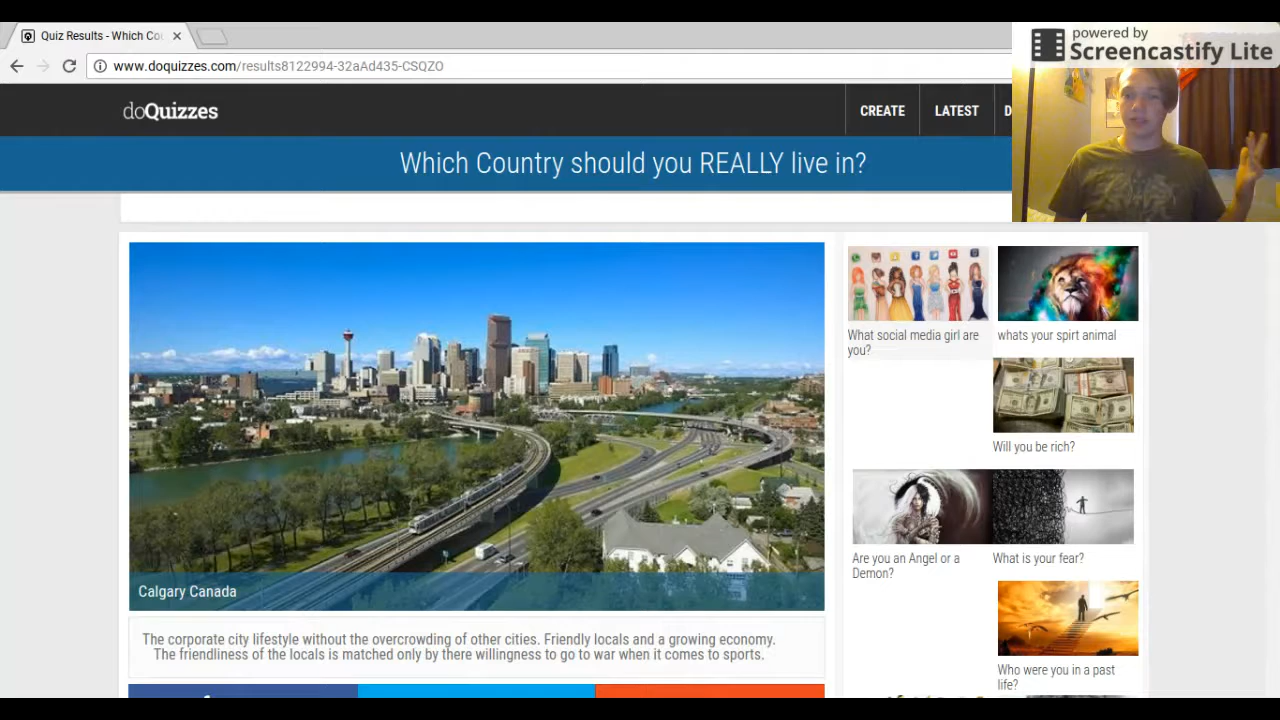 Quiz Results - Which Cou
powered by
Screencastify Lite
www.doquizzes.com/results8122994-32aAd435-CSQZO
doQuizzes
CREATE
LATEST
D
Which Country should you REALLY live in?
Calgary Canada
The corporate city lifestyle without the overcrowding of other cities. Friendly locals and a growing economy.
The friendliness of the locals is matched only by there willingness to go to war when it comes to sports.
What social media girl are
you?
whats your spirt animal
Will you be rich?
Are you an Angel or a
Demon?
What is your fear?
Who were you in a past
life?